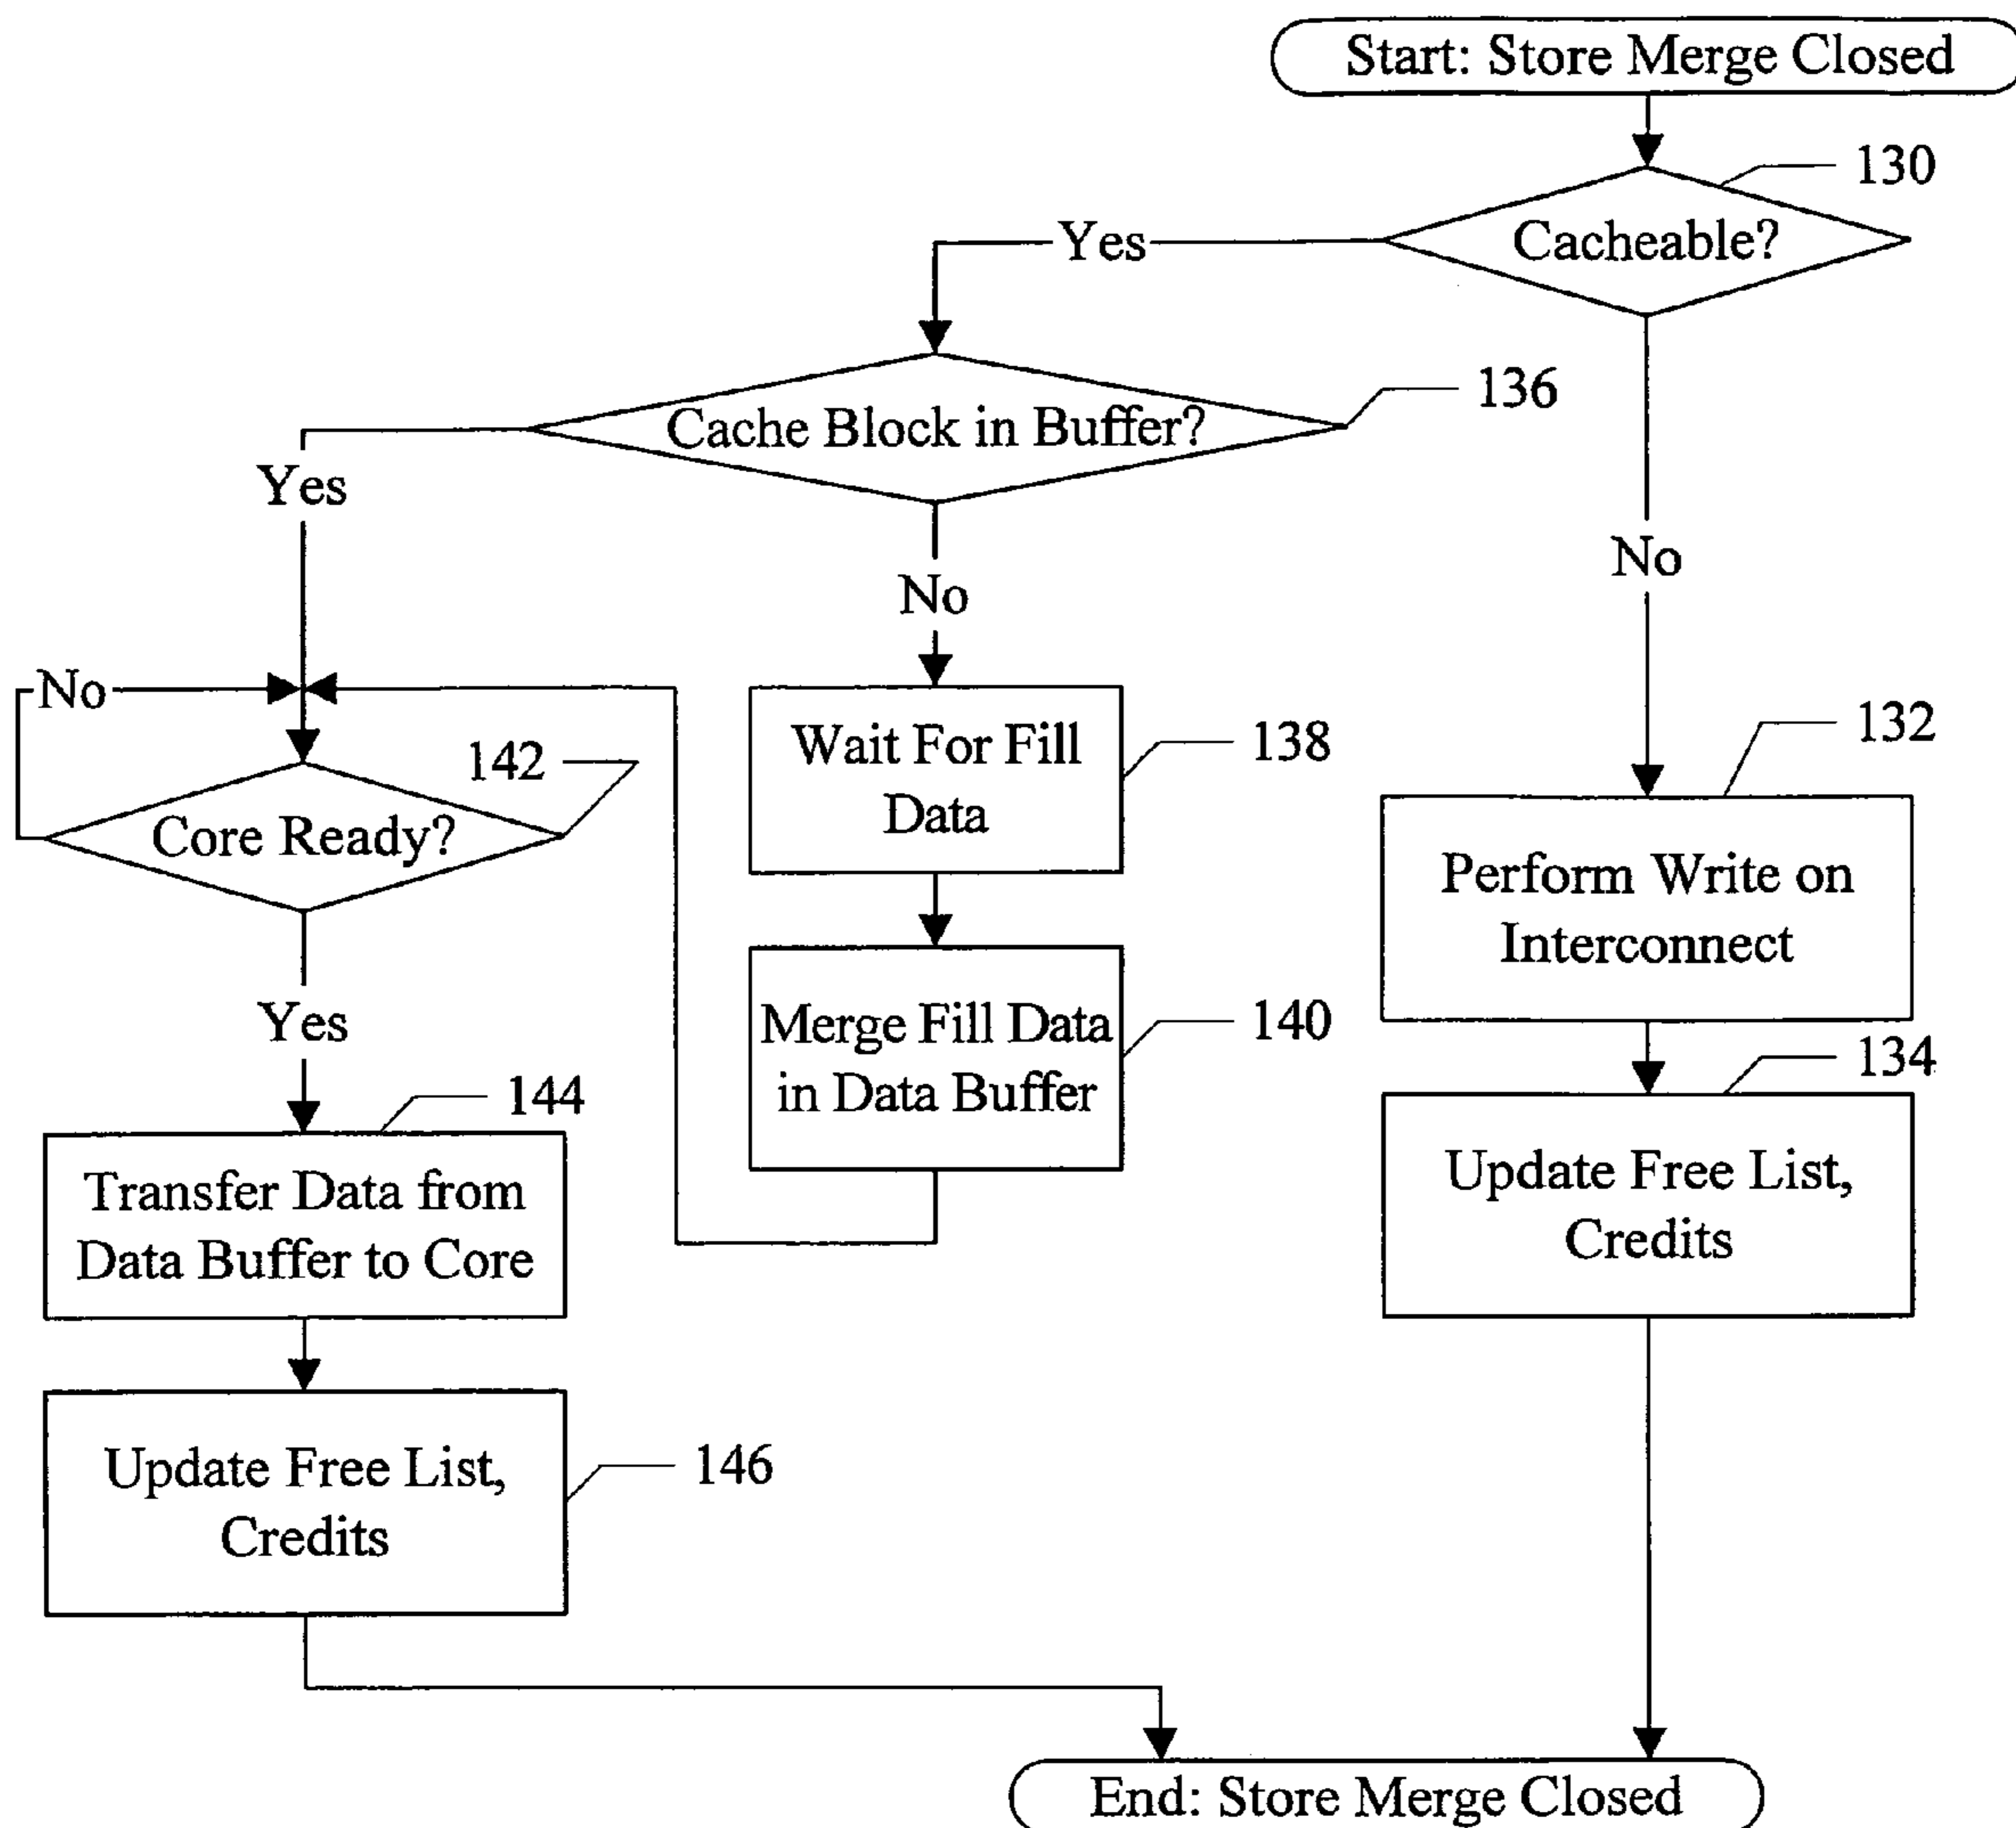 Start: Store Merge Closed
130
Cacheable?
Yes
136
Cache Block in Buffer?
Yes
No
No
No
142
Core Ready?
Wait For Fill
Data
138
132
Perform Write on
Interconnect
Yes
Merge Fill Data
in Data Buffer
140
134
144
Transfer Data from
Data Buffer to Core
Update Free List,
Credits
Update Free List,
Credits
146
End: Store Merge Closed